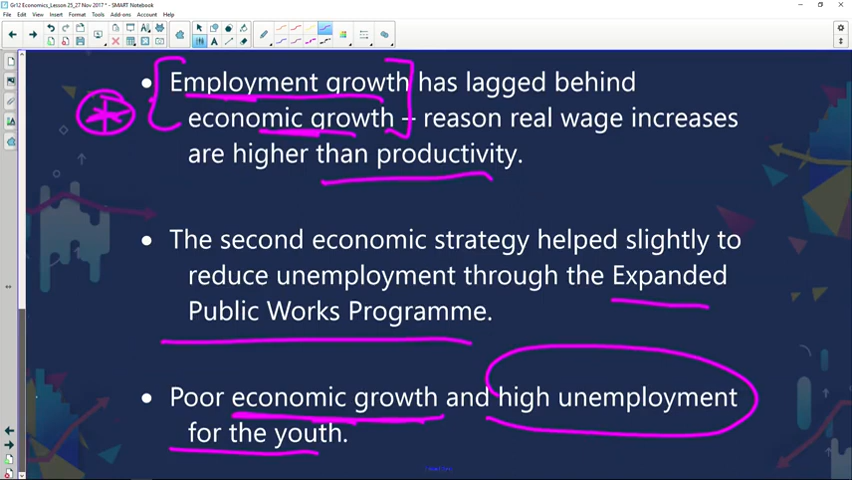 Gr12 Economics_Lesson 25_27 Nov 2017 * - SMART Notebook
File Edit View Insert Format Tools Add-ons Account Help
• Employment growth has lagged behind
economic growth – reason real wage increases
are higher than productivity.
• The second economic strategy helped slightly to
reduce unemployment through the Expanded
Public Works Programme.
• Poor economic growth and high unemployment
for the youth.